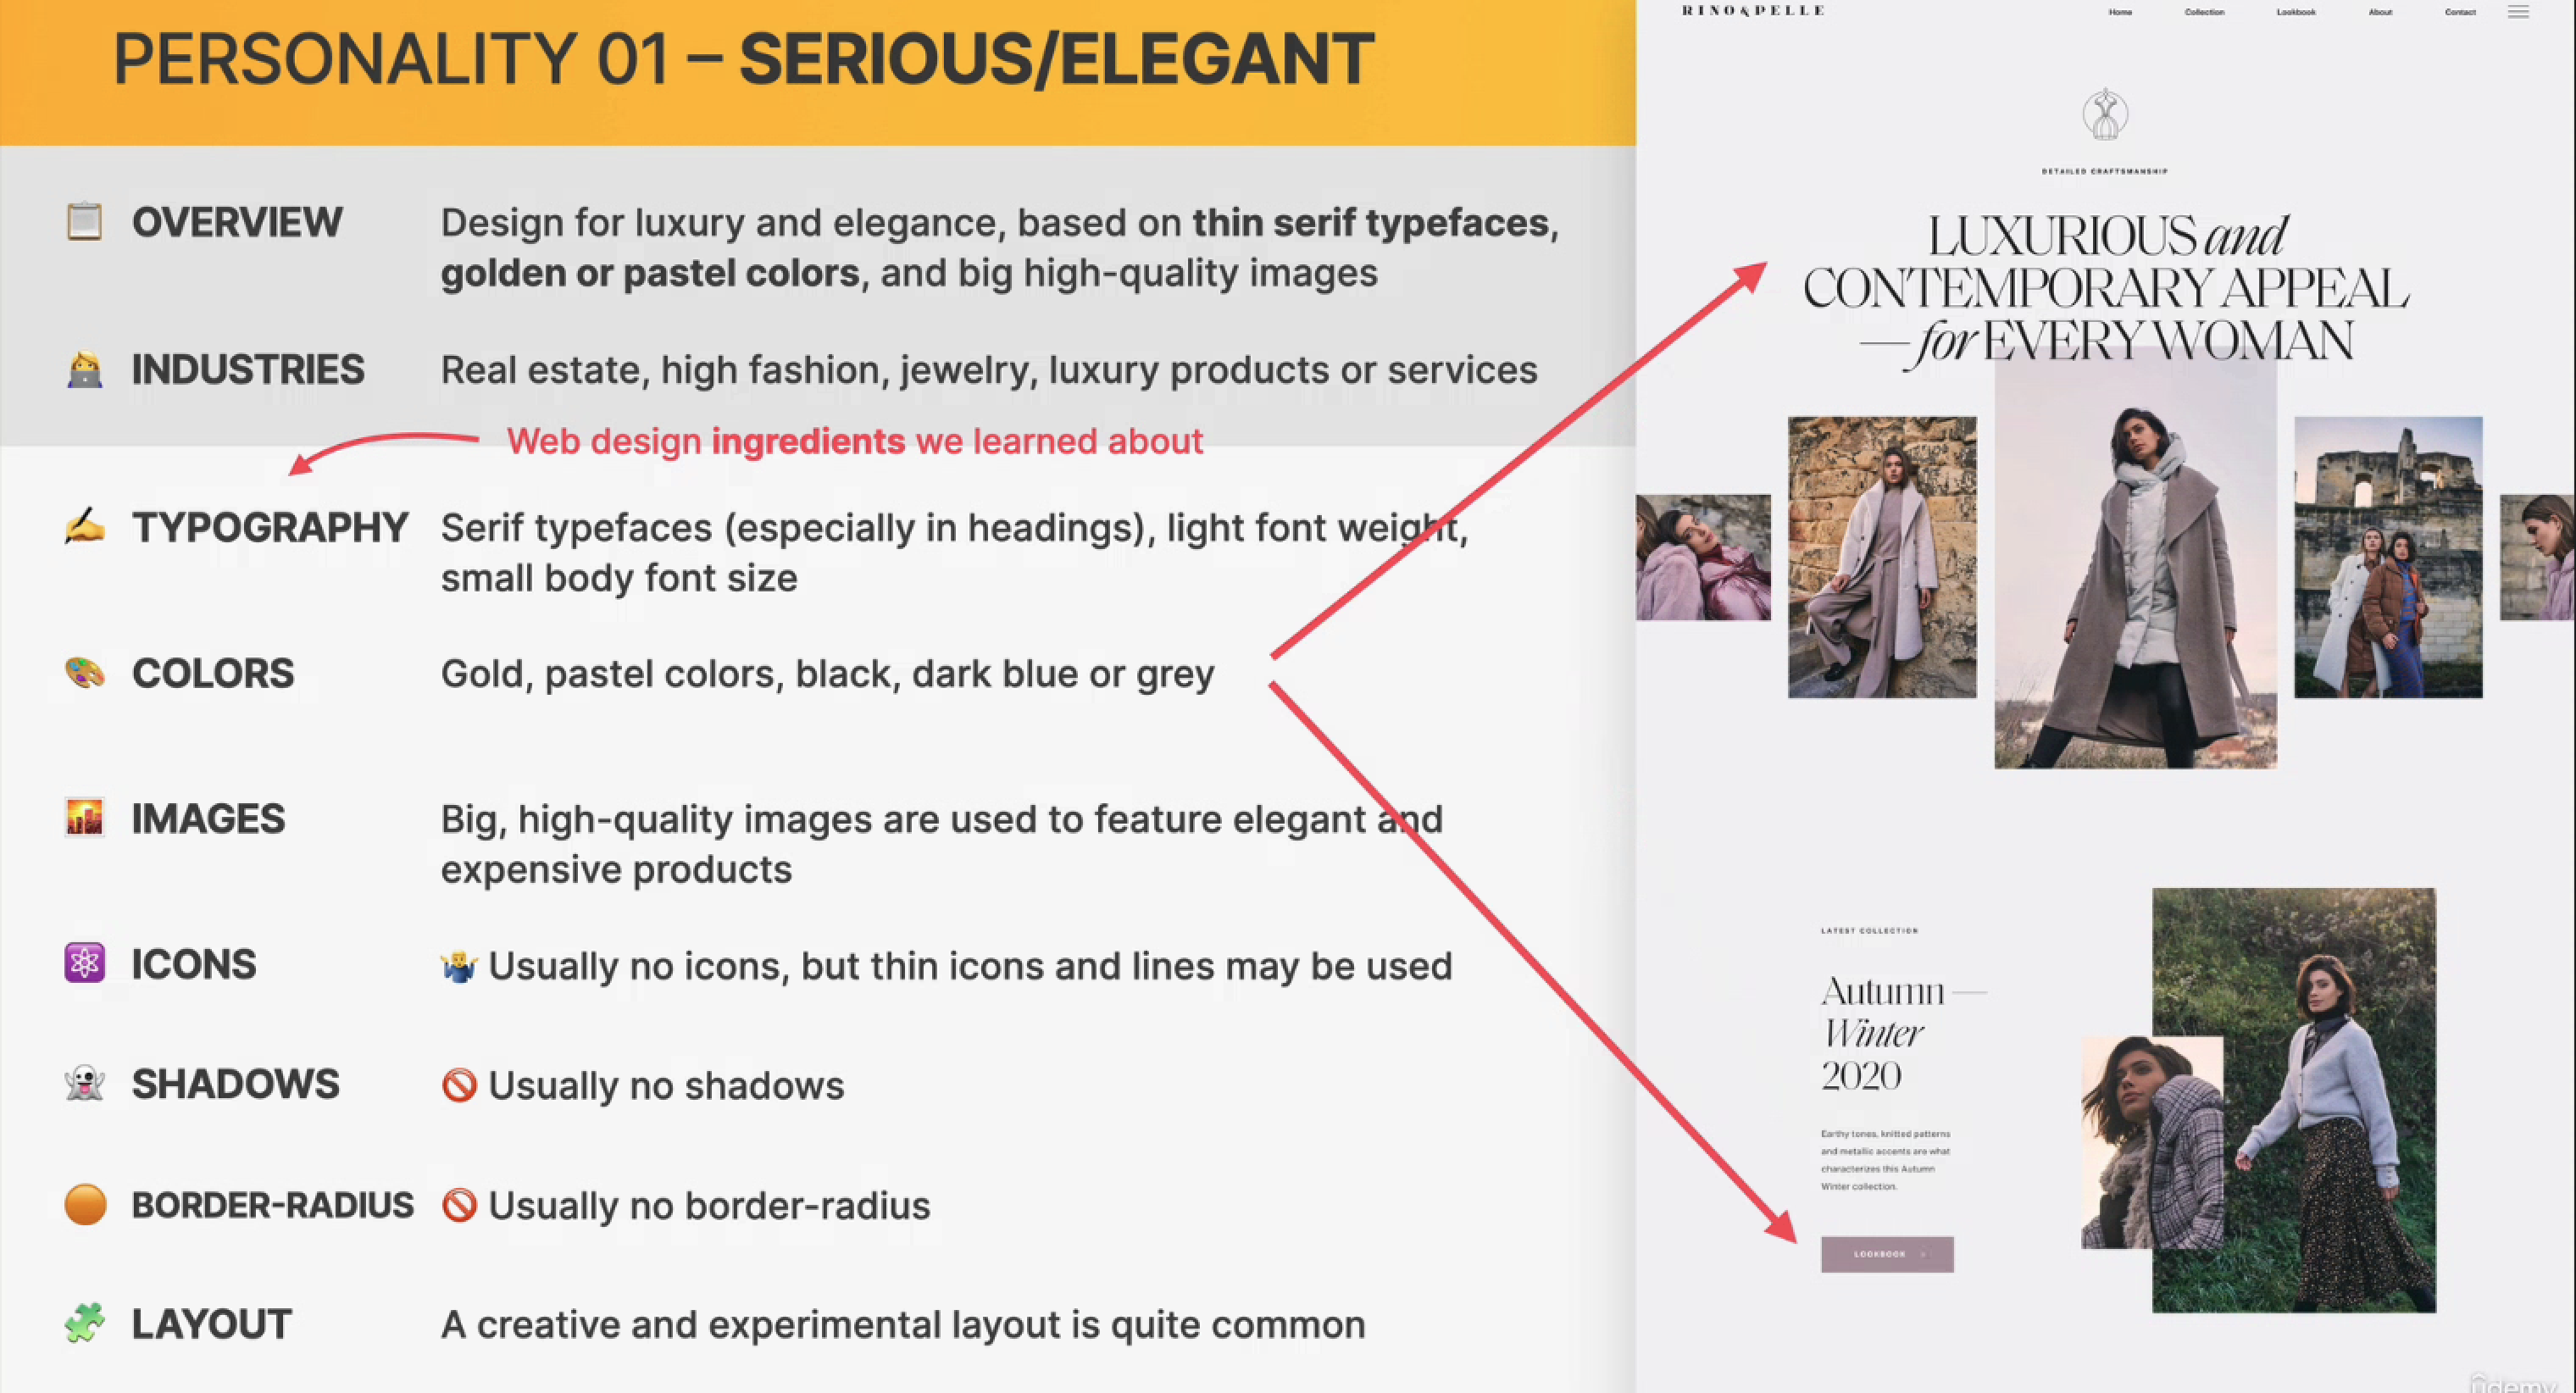 PERSONALITY 01 – SERIOUS/ELEGANT
OVERVIEW
Design for luxury and elegance, based on thin serif typefaces,
golden or pastel colors, and big high-quality images
INDUSTRIES
Real estate, high fashion, jewelry, luxury products or services
Web design ingredients we learned about
TYPOGRAPHY
Serif typefaces (especially in headings), light font weight,
small body font size
COLORS
Gold, pastel colors, black, dark blue or grey
IMAGES
Big, high-quality images are used to feature elegant and
expensive products
ICONS
Usually no icons, but thin icons and lines may be used
SHADOWS
Usually no shadows
BORDER-RADIUS
Usually no border-radius
LAYOUT
A creative and experimental layout is quite common
RINO&PELLE
Home
Collection
Lookbook
About
Contact
DETAILED CRAFTSMANSHIP
LUXURIOUS and
CONTEMPORARY APPEAL
— for EVERY WOMAN
LATEST COLLECTION
Autumn —
Winter
2020
Earthy tones, knitted patterns
and metallic accents are what
characterizes this Autumn
Winter collection.
LOOKBOOK
ûdemy